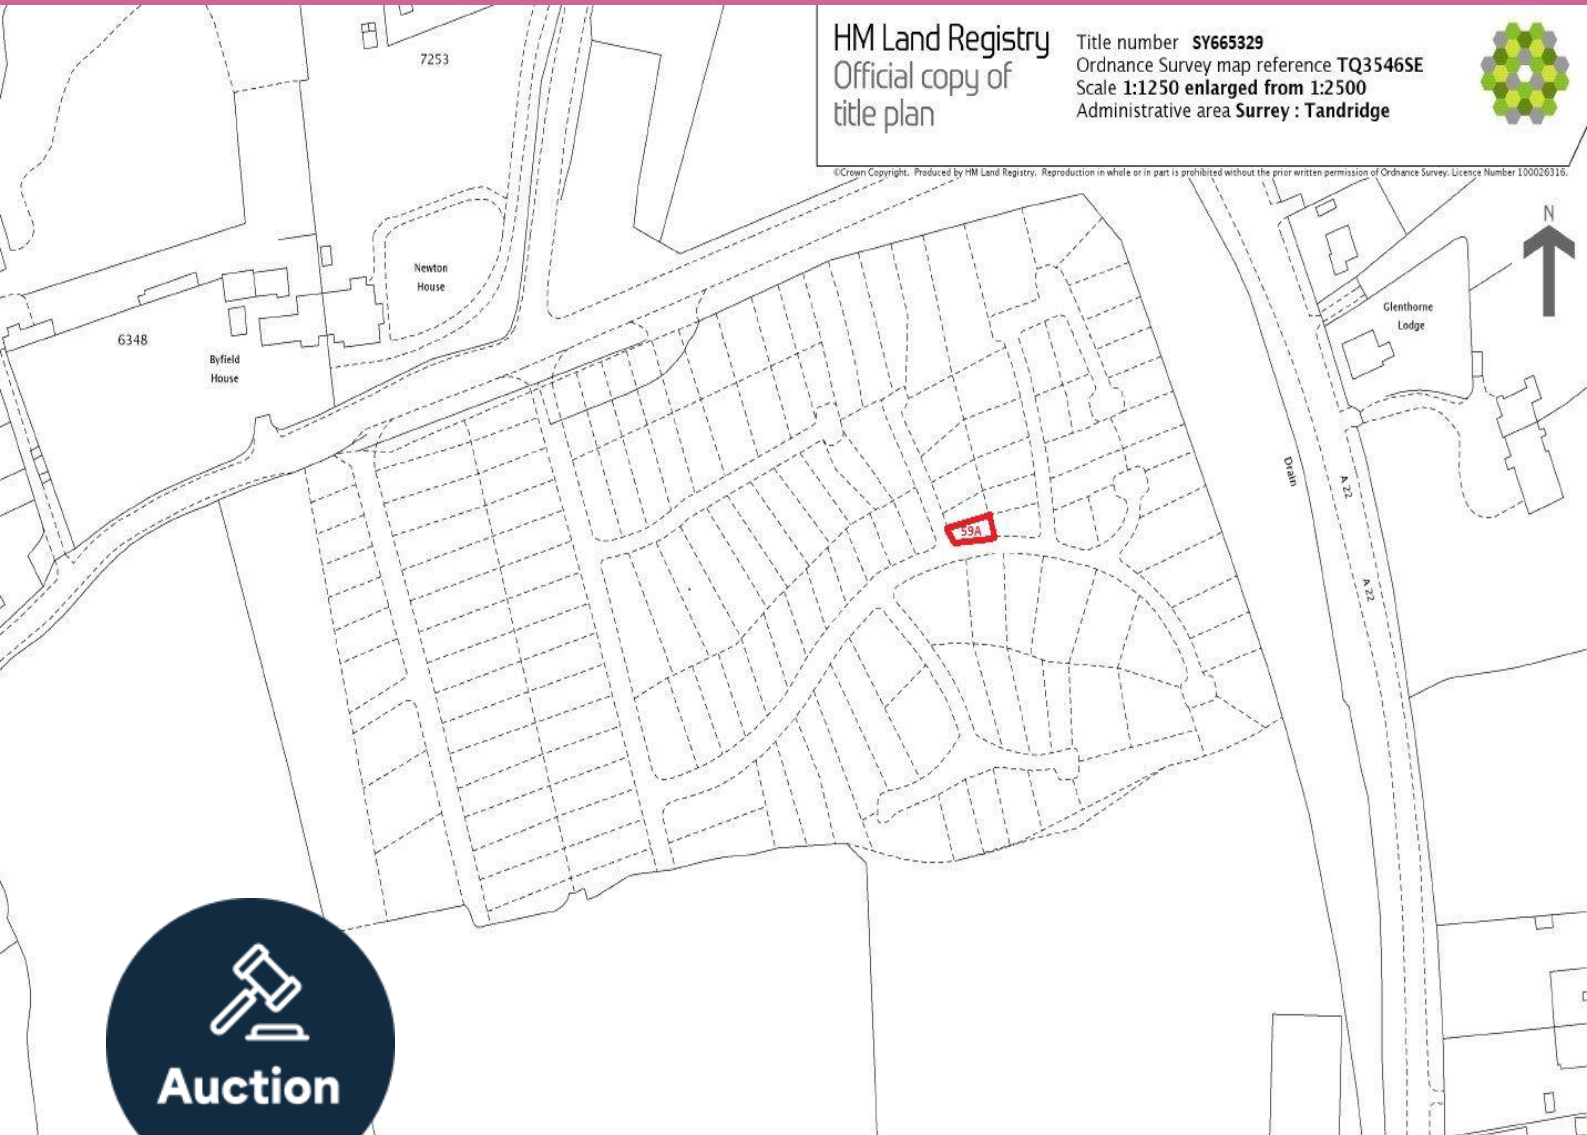 HM Land Registry
Official copy of
title plan
Title number SY665329
Ordnance Survey map reference TQ3546SE
Scale 1:1250 enlarged from 1:2500
Administrative area Surrey : Tandridge
©Crown Copyright. Produced by HM Land Registry. Reproduction in whole or in part is prohibited without the prior written permission of Ordnance Survey. Licence Number 100026316.
7253
N
Newton
House
Glenthorne
Lodge
6348
Byfield
House
Drain
A 22
59A
A 22
Auction